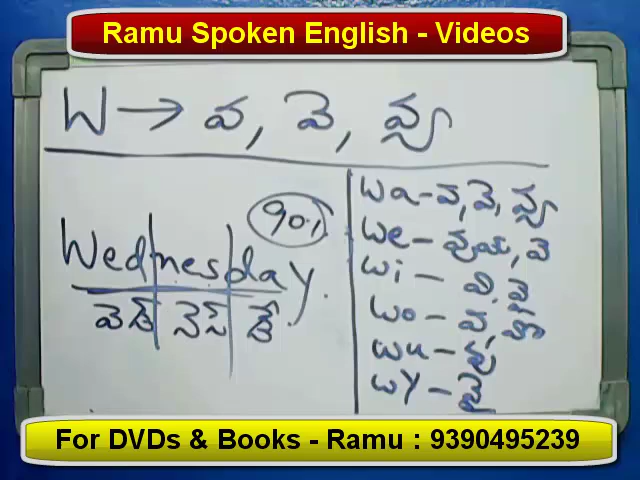 Ramu Spoken English - Videos
W → వ, వె, వ్యు
90%
Wednesday
వెడ్ నెస్ డే
Wa - వ, వె, వ్యు
We - , వె
Wi - వి, వై
Wo - వొ,
Wu -
Wy - వై
For DVDs & Books - Ramu : 9390495239